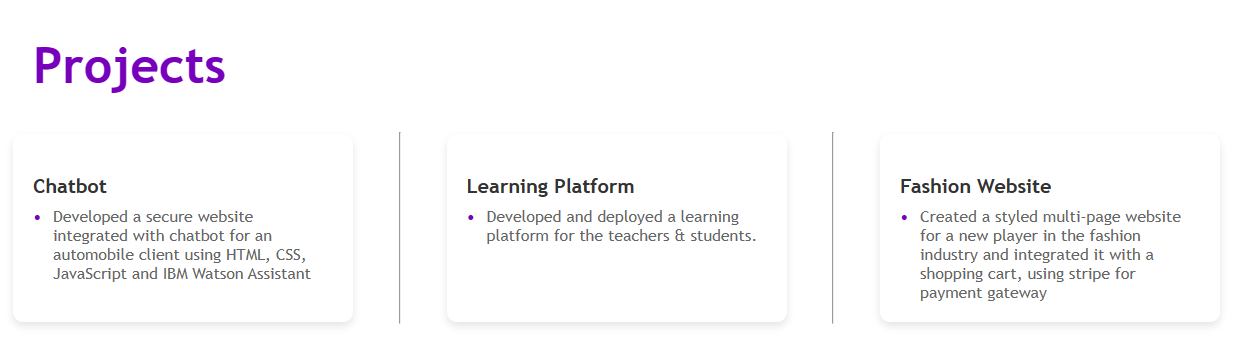 Projects
Chatbot
• Developed a secure website
integrated with chatbot for an
automobile client using HTML, CSS,
JavaScript and IBM Watson Assistant
Learning Platform
• Developed and deployed a learning
platform for the teachers & students.
Fashion Website
• Created a styled multi-page website
for a new player in the fashion
industry and integrated it with a
shopping cart, using stripe for
payment gateway